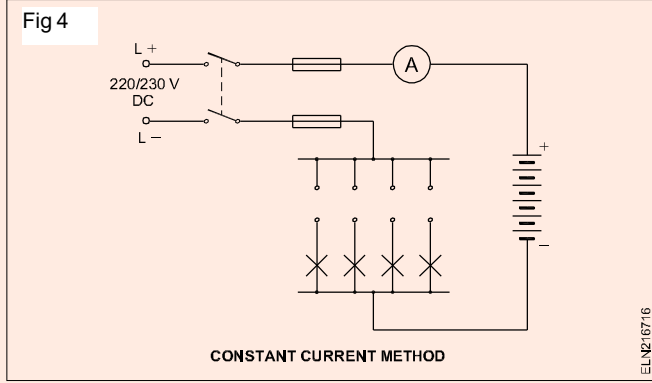 Fig 4
L +
220/230 V
DC
L –
A
+
–
CONSTANT CURRENT METHOD
ELN216716